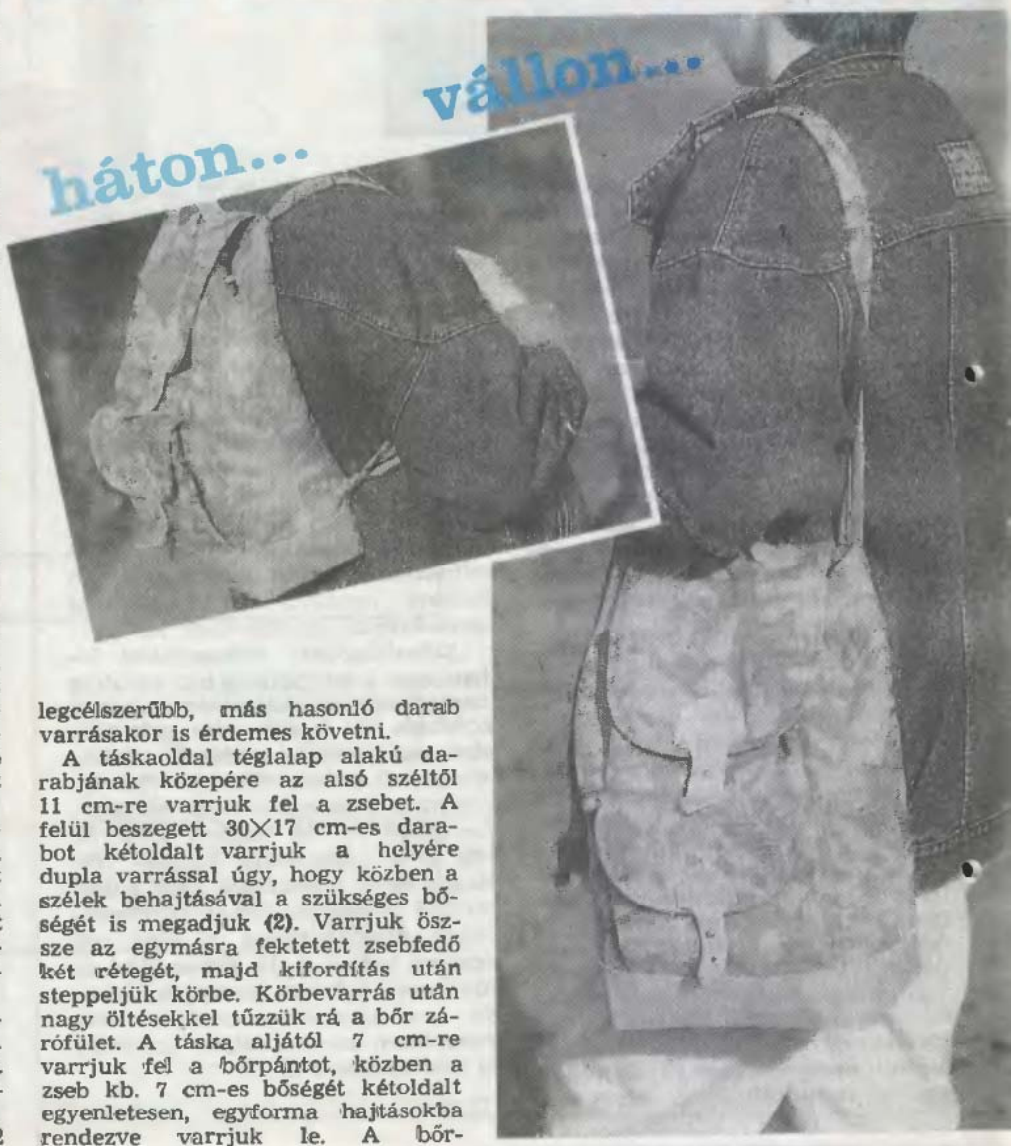 háton...
vállon...
legcélszerűbb, más hasonló darab
varrásakor is érdemes követni.
A táskaoldal téglalap alakú da-
rabjának közepére az alsó széltől
11 cm-re varrjuk fel a zsebet. A
felül beszegett 30×17 cm-es dara-
bot kétoldalt varrjuk a helyére
dupla varrással úgy, hogy közben a
szélek behajtásával a szükséges bő-
ségét is megadjuk (2). Varrjuk ösz-
sze az egymásra fektetett zsebfedő
két rétegét, majd kifordítás után
steppeljük körbe. Körbevarrás után
nagy öltésekkel tűzzük rá a bőr zá-
rófület. A táska aljától 7 cm-re
varrjuk fel a bőrpántot, közben a
zseb kb. 7 cm-es bőségét kétoldalt
egyenletesen, egyforma hajtásokba
rendezve varrjuk le. A bőr-